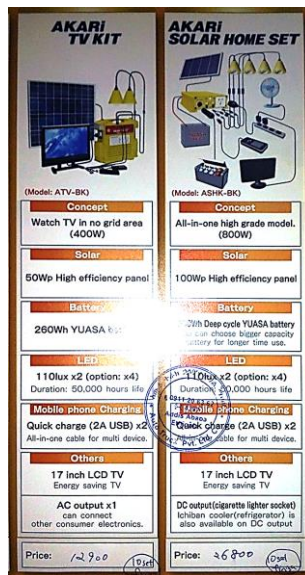 AKARi
TV KIT
(Model: ATV-BK)
Concept
Watch TV in no grid area
(400W)
Solar
50Wp High efficiency panel
Battery
260Wh YUASA
LED
110lux x2 (option: x4)
Duration: 50,000 hours life
Mobile phone Charging
Quick charge (2A USB) x2
All-in-one cable for multi device.
Others
17 inch LCD TV
Energy saving TV
AC output x1
can connect
other consumer electronics.
Price: 12900
AKARi
SOLAR HOME SET
(Model: ASHK-BK)
Concept
All-in-one high grade model.
(800W)
Solar
100Wp High efficiency panel
Battery
Deep cycle YUASA battery
can choose bigger capacity
battery for longer time use.
LED
110lux x2 (option: x4)
Duration: hours life
Mobile phone Charging
Quick charge (2A USB) x2
All-in-one cable for multi device.
Others
17 inch LCD TV
Energy saving TV
DC output(cigarette lighter socket)
Ichiban cooler(refrigerator) is
also available on DC output
Price: 26800